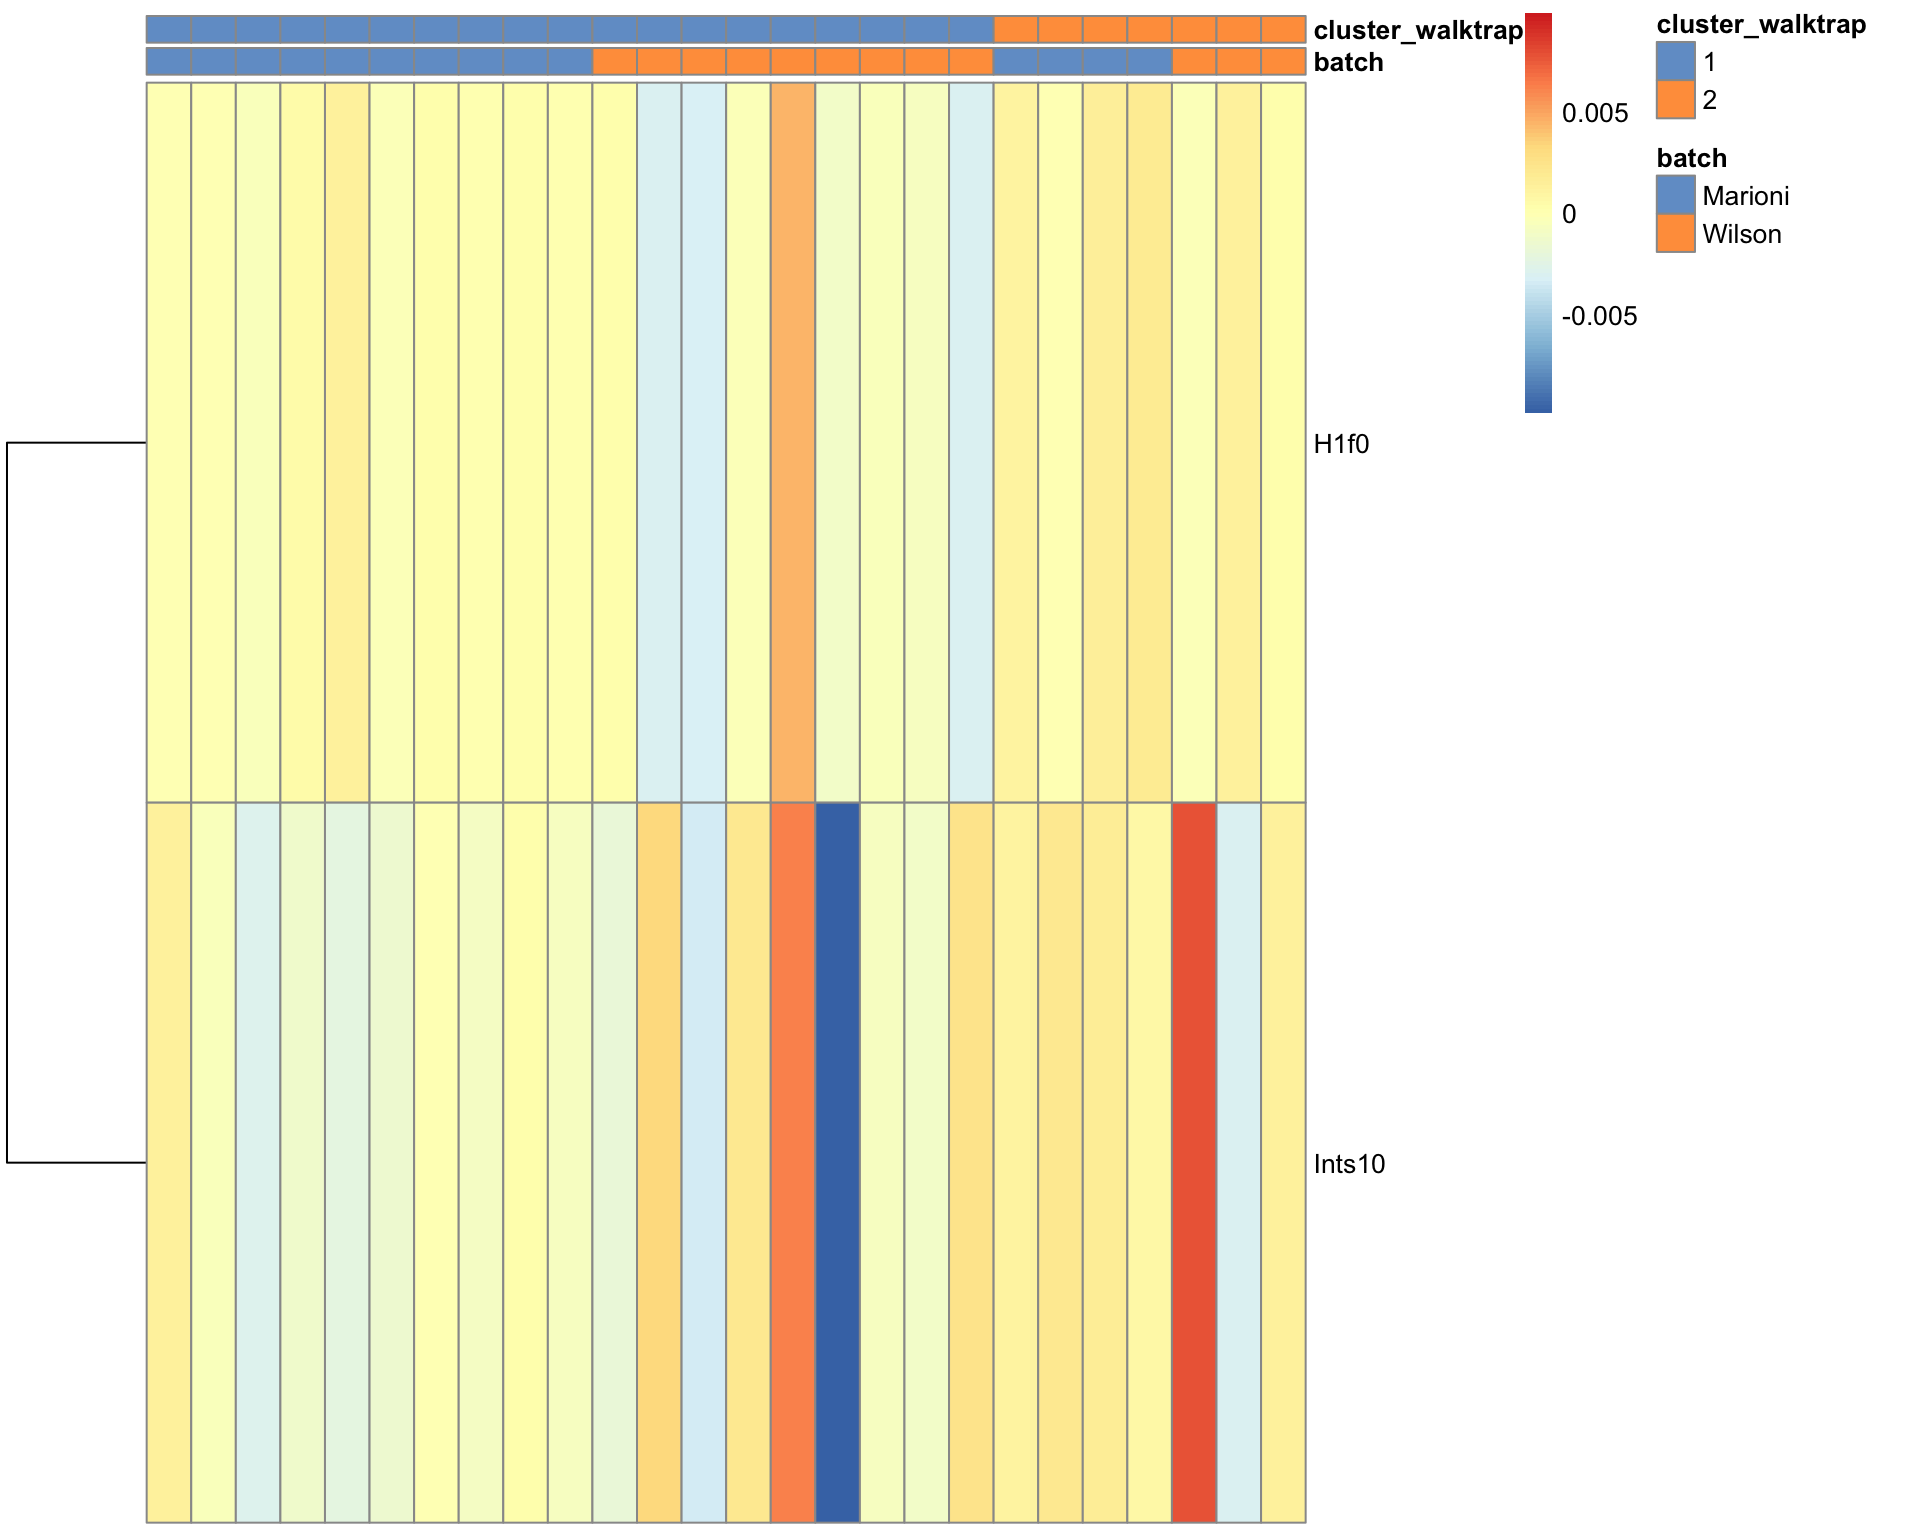 cluster_walktrap
batch
0.005
0
-0.005
cluster_walktrap
1
2
batch
Marioni
Wilson
H1f0
Ints10